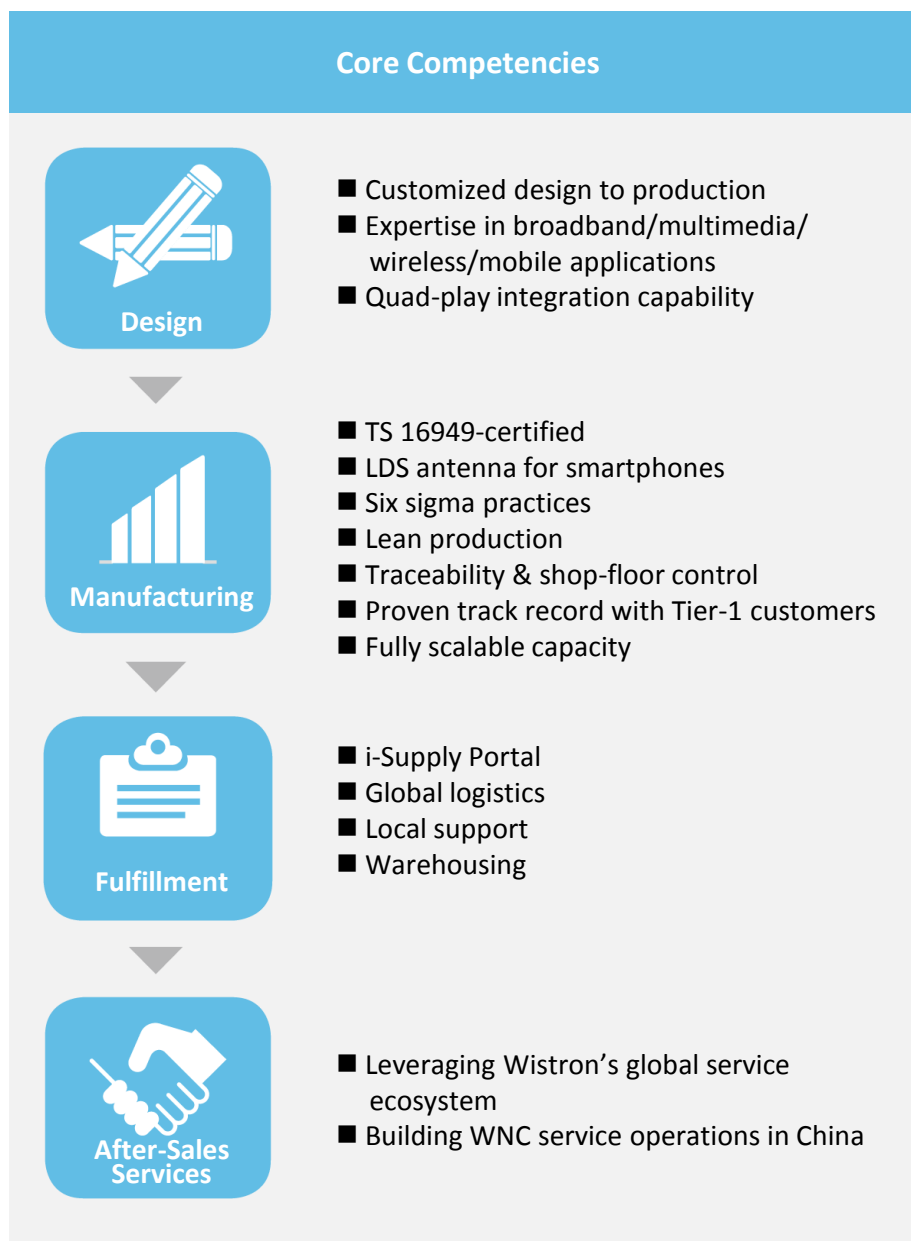 Core Competencies
Design
■ Customized design to production
■ Expertise in broadband/multimedia/
wireless/mobile applications
■ Quad-play integration capability
Manufacturing
■ TS 16949-certified
■ LDS antenna for smartphones
■ Six sigma practices
■ Lean production
■ Traceability & shop-floor control
■ Proven track record with Tier-1 customers
■ Fully scalable capacity
Fulfillment
■ i-Supply Portal
■ Global logistics
■ Local support
■ Warehousing
After-Sales
Services
■ Leveraging Wistron’s global service
ecosystem
■ Building WNC service operations in China